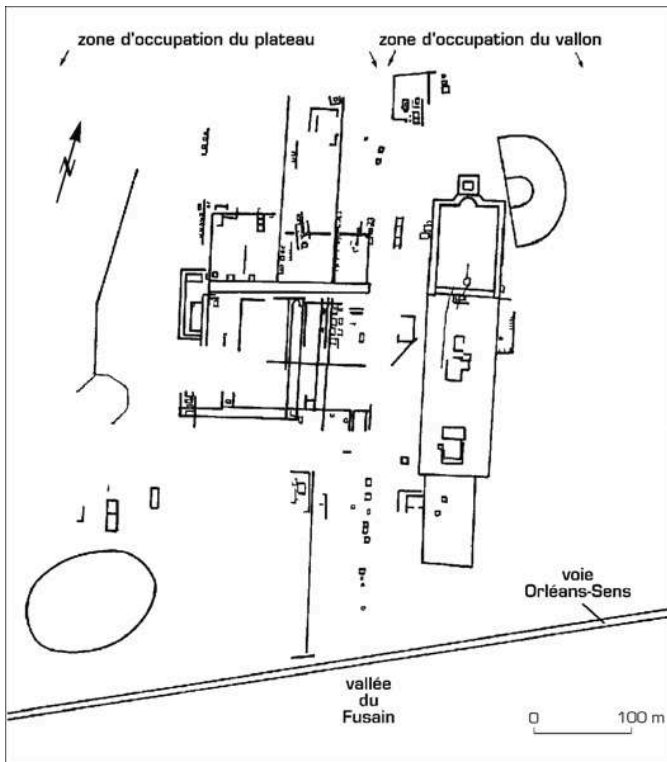 zone d'occupation du plateau
zone d'occupation du vallon
N
voie
Orléans-Sens
vallée
du
Fusain
0 100 m